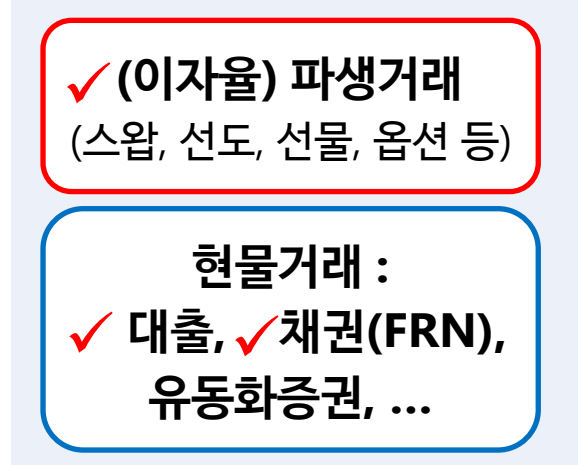 ✓(이자율) 파생거래
(스왑, 선도, 선물, 옵션 등)
현물거래 :
✓ 대출, ✓채권(FRN),
유동화증권, ...